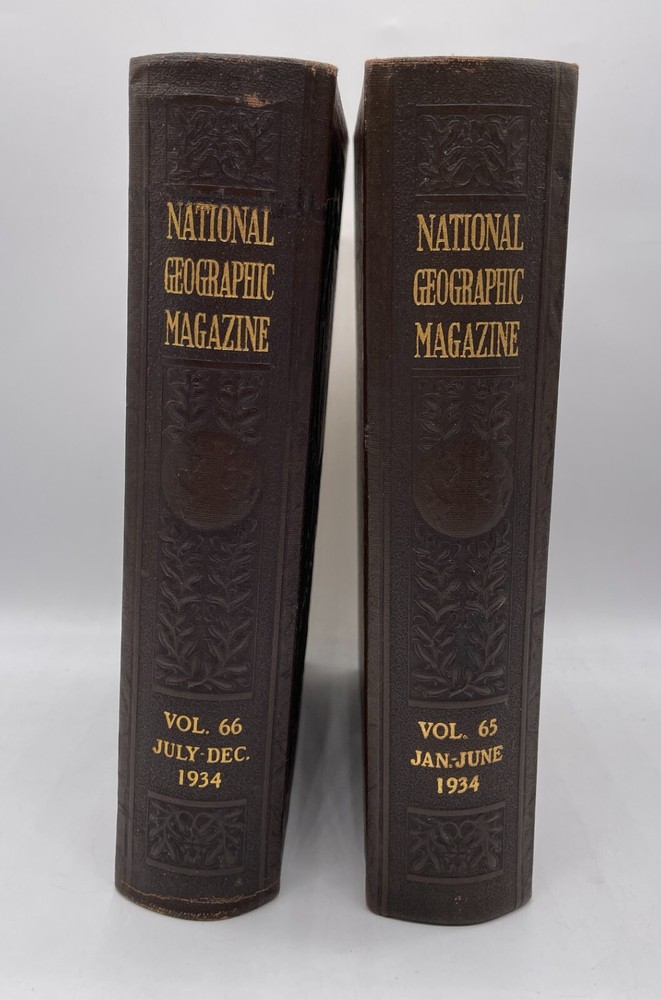 NATIONAL
GEOGRAPHIC
MAGAZINE
VOL. 66
JULY-DEC.
1934
NATIONAL
GEOGRAPHIC
MAGAZINE
VOL. 65
JAN.-JUNE
1934